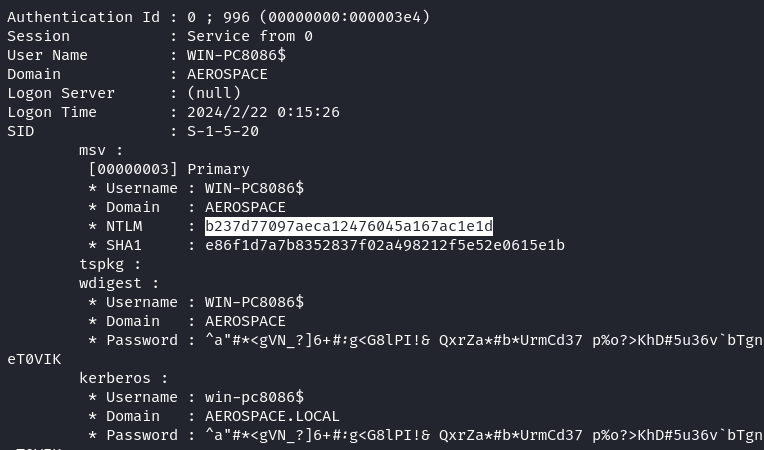 Authentication Id : 0 ; 996 (00000000:000003e4)
Session           : Service from 0
User Name         : WIN-PC8086$
Domain            : AEROSPACE
Logon Server      : (null)
Logon Time        : 2024/2/22 0:15:26
SID               : S-1-5-20
        msv :
         [00000003] Primary
         * Username : WIN-PC8086$
         * Domain   : AEROSPACE
         * NTLM     : b237d77097aeca12476045a167ac1e1d
         * SHA1     : e86f1d7a7b8352837f02a498212f5e52e0615e1b
        tspkg :
        wdigest :
         * Username : WIN-PC8086$
         * Domain   : AEROSPACE
         * Password : ^a"#*<gVN_?]6+#:g<G8lPI!& QxrZa*#b*UrmCd37 p%o?>KhD#5u36v`bTgn
eT0VIK
        kerberos :
         * Username : win-pc8086$
         * Domain   : AEROSPACE.LOCAL
         * Password : ^a"#*<gVN_?]6+#:g<G8lPI!& QxrZa*#b*UrmCd37 p%o?>KhD#5u36v`bTgn